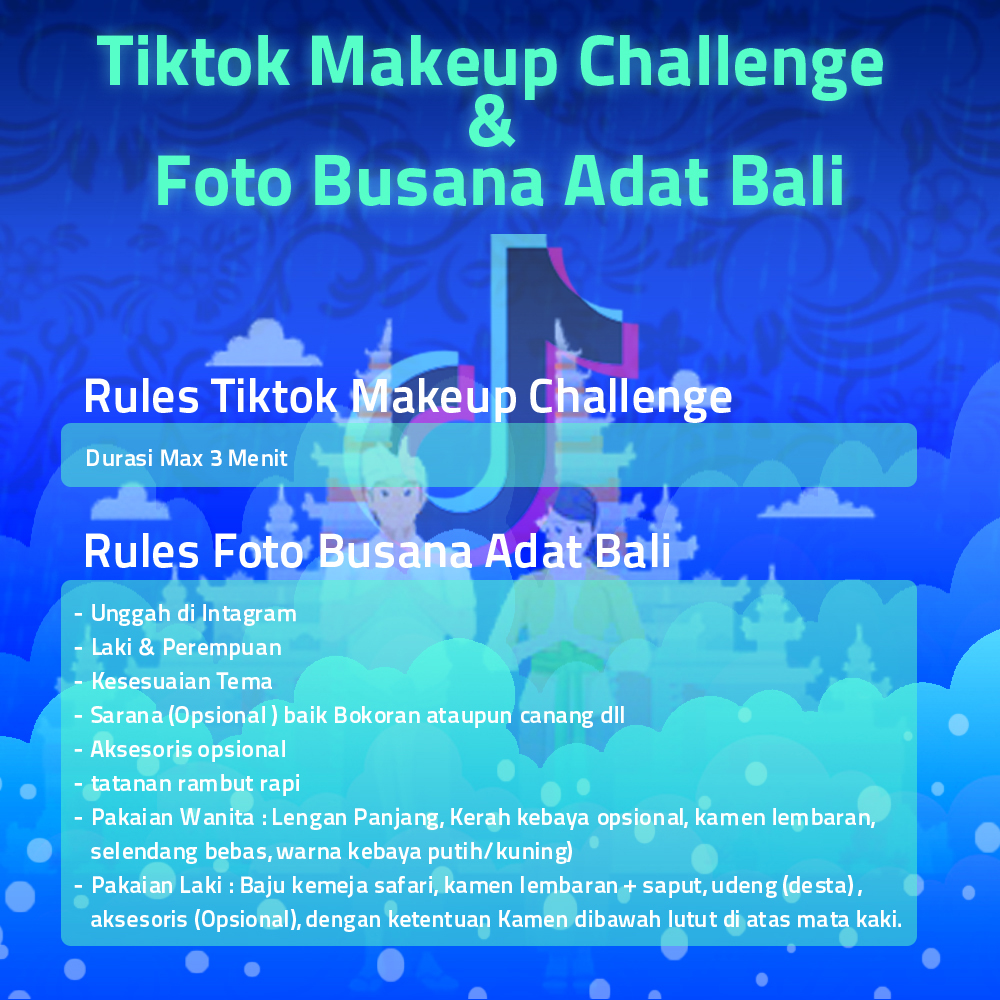 Tiktok Makeup Challenge
&
Foto Busana Adat Bali
Rules Tiktok Makeup Challenge
Durasi Max 3 Menit
Rules Foto Busana Adat Bali
- Unggah di Intagram
- Laki & Perempuan
- Kesesuaian Tema
- Sarana (Opsional ) baik Bokoran ataupun canang dll
- Aksesoris opsional
- tatanan rambut rapi
- Pakaian Wanita : Lengan Panjang, Kerah kebaya opsional, kamen lembaran,
selendang bebas, warna kebaya putih/kuning)
- Pakaian Laki : Baju kemeja safari, kamen lembaran + saput, udeng (desta) ,
aksesoris (Opsional), dengan ketentuan Kamen dibawah lutut di atas mata kaki.